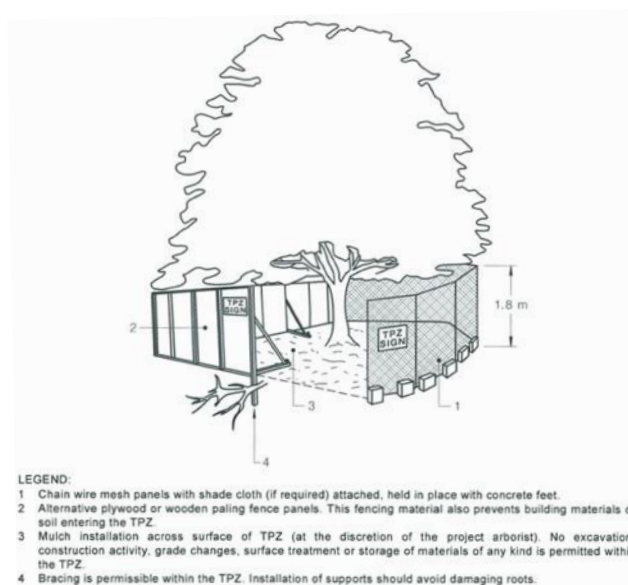 TPZ
SIGN
1.8 m
2
TPZ
SIGN
3
1
4
LEGEND:
1 Chain wire mesh panels with shade cloth (if required) attached, held in place with concrete feet.
2 Alternative plywood or wooden paling fence panels. This fencing material also prevents building materials
soil entering the TPZ.
3 Mulch installation across surface of TPZ (at the discretion of the project arborist). No excavation
construction activity, grade changes, surface treatment or storage of materials of any kind is permitted
the TPZ.
4 Bracing is permissible within the TPZ. Installation of supports should avoid damaging roots.